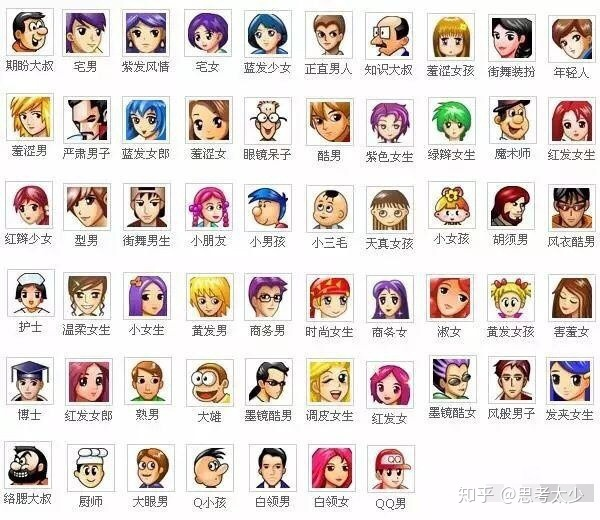 期盼大叔 宅男 紫发风情 宅女 蓝发少女 正直男人 知识大叔 羞涩女孩 街舞装扮 年轻人
羞涩男 严肃男子 蓝发女郎 羞涩女 眼镜呆子 酷男 紫色女生 绿辫女生 魔术师 红发女生
红辫少女 型男 街舞男生 小朋友 小男孩 小三毛 天真女孩 小女孩 胡须男 风衣酷男
护士 温柔女生 小女生 黄发男 商务男 时尚女生 商务女 淑女 黄发女孩 害羞女
博士 红发女郎 熟男 大雄 墨镜酷男 调皮女生 红发女 墨镜酷女 风般男子 发夹女生
络腮大叔 厨师 大眼男 Q小孩 白领男 白领女 QQ男
知乎 @思考太少